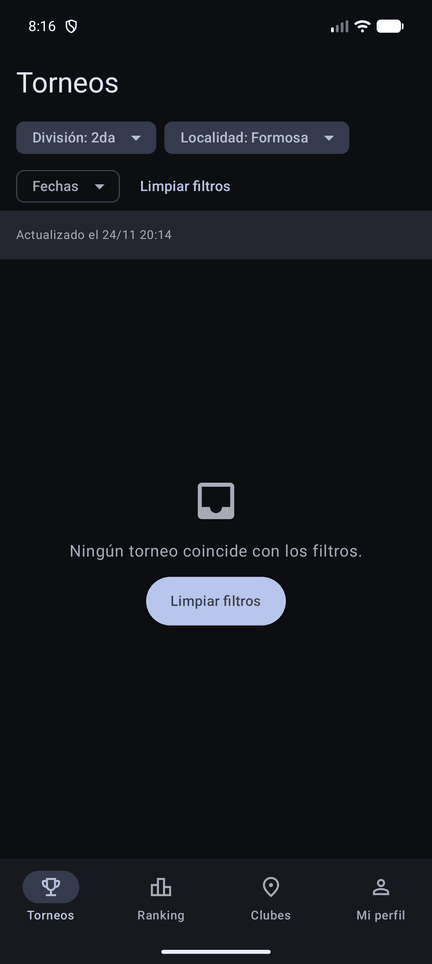 8:16
Torneos
División: 2da
Localidad: Formosa
Fechas
Limpiar filtros
Actualizado el 24/11 20:14
Ningún torneo coincide con los filtros.
Limpiar filtros
Torneos
Ranking
Clubes
Mi perfil